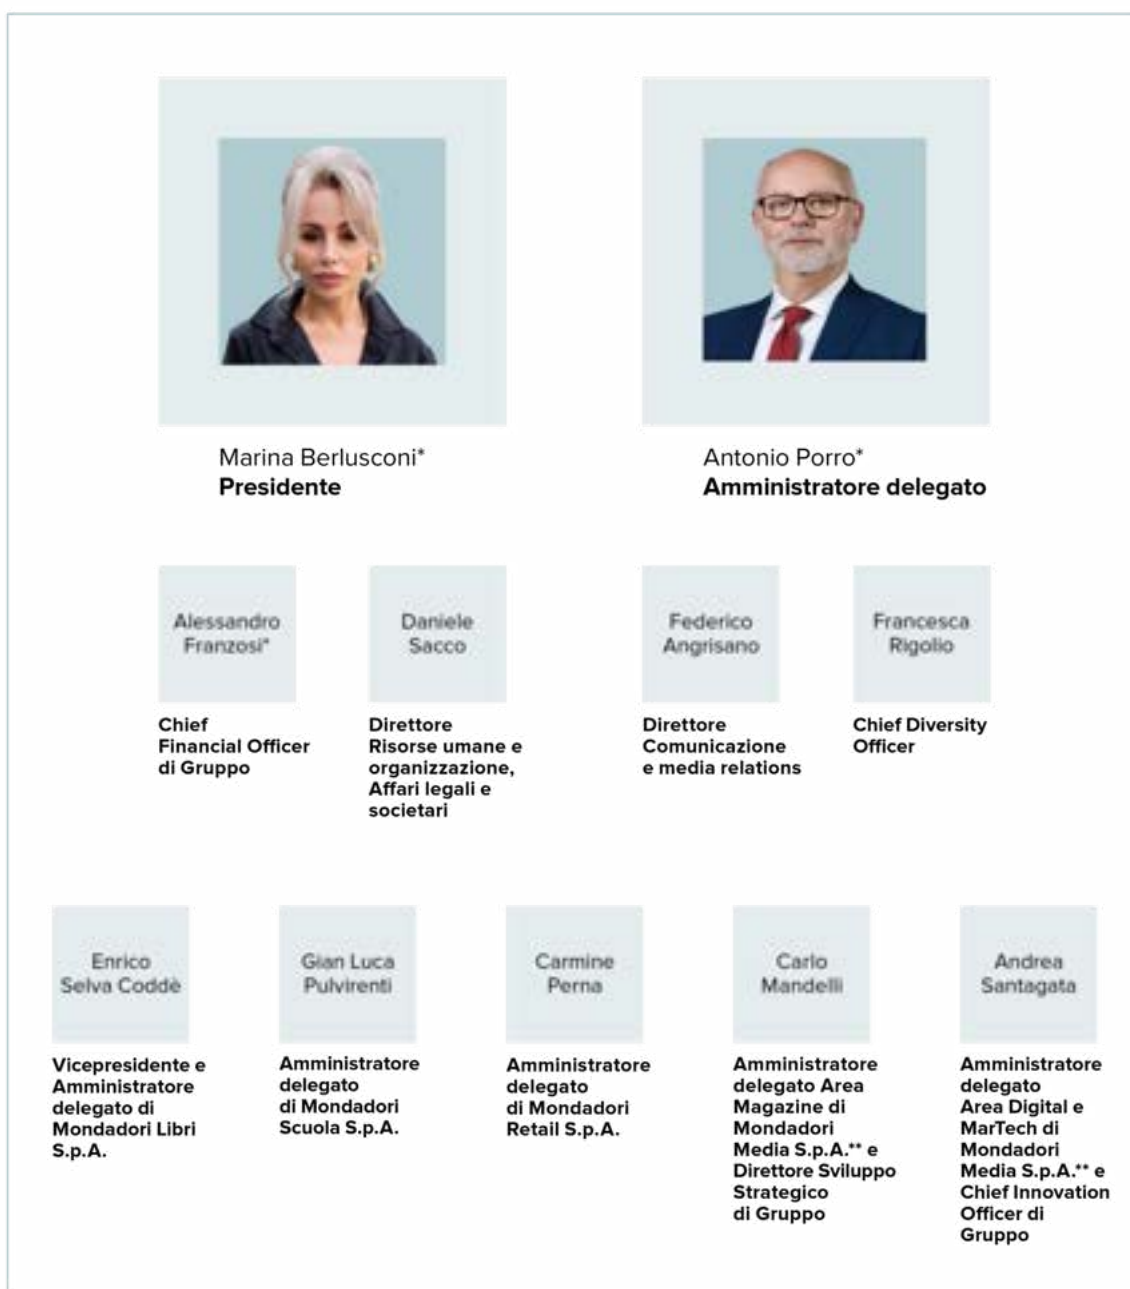 Marina Berlusconi*
Presidente
Antonio Porro*
Amministratore delegato
Alessandro
Franzosi*
Chief
Financial Officer
di Gruppo
Daniele
Sacco
Direttore
Risorse umane e
organizzazione,
Affari legali e
societari
Federico
Angrisano
Direttore
Comunicazione
e media relations
Francesca
Rigolio
Chief Diversity
Officer
Enrico
Selva Coddè
Vicepresidente e
Amministratore
delegato di
Mondadori Libri
S.p.A.
Gian Luca
Pulvirenti
Amministratore
delegato
di Mondadori
Scuola S.p.A.
Carmine
Perna
Amministratore
delegato
di Mondadori
Retail S.p.A.
Carlo
Mandelli
Amministratore
delegato Area
Magazine di
Mondadori
Media S.p.A.** e
Direttore Sviluppo
Strategico
di Gruppo
Andrea
Santagata
Amministratore
delegato
Area Digital e
MarTech di
Mondadori
Media S.p.A.** e
Chief Innovation
Officer di
Gruppo